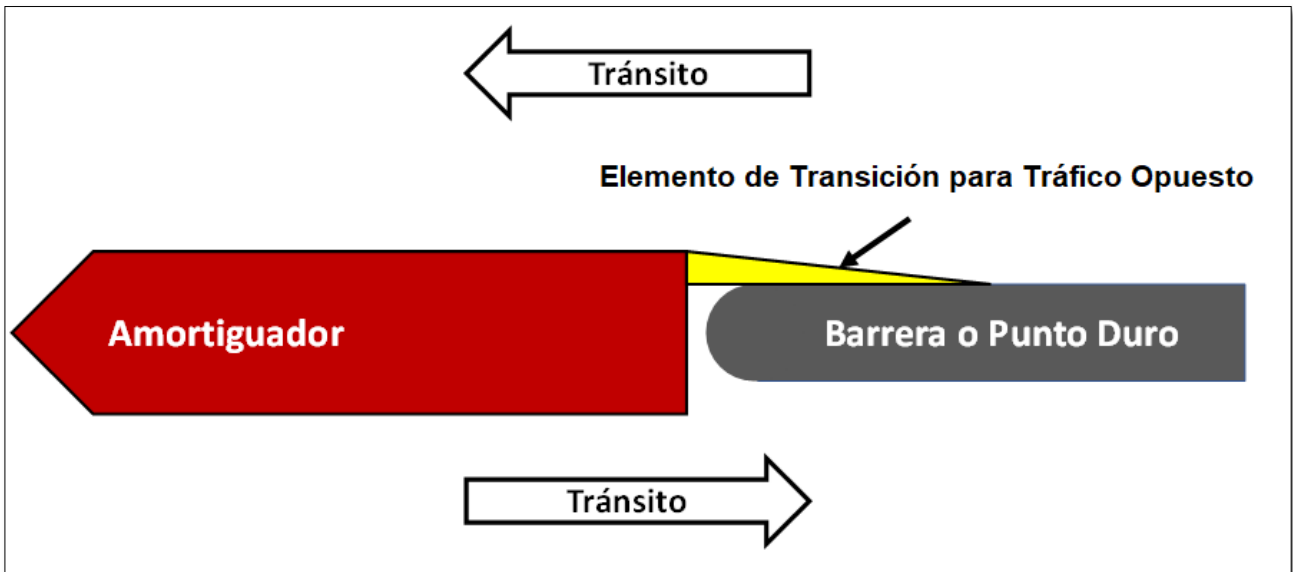 Tránsito
Elemento de Transición para Tráfico Opuesto
Amortiguador
Barrera o Punto Duro
Tránsito